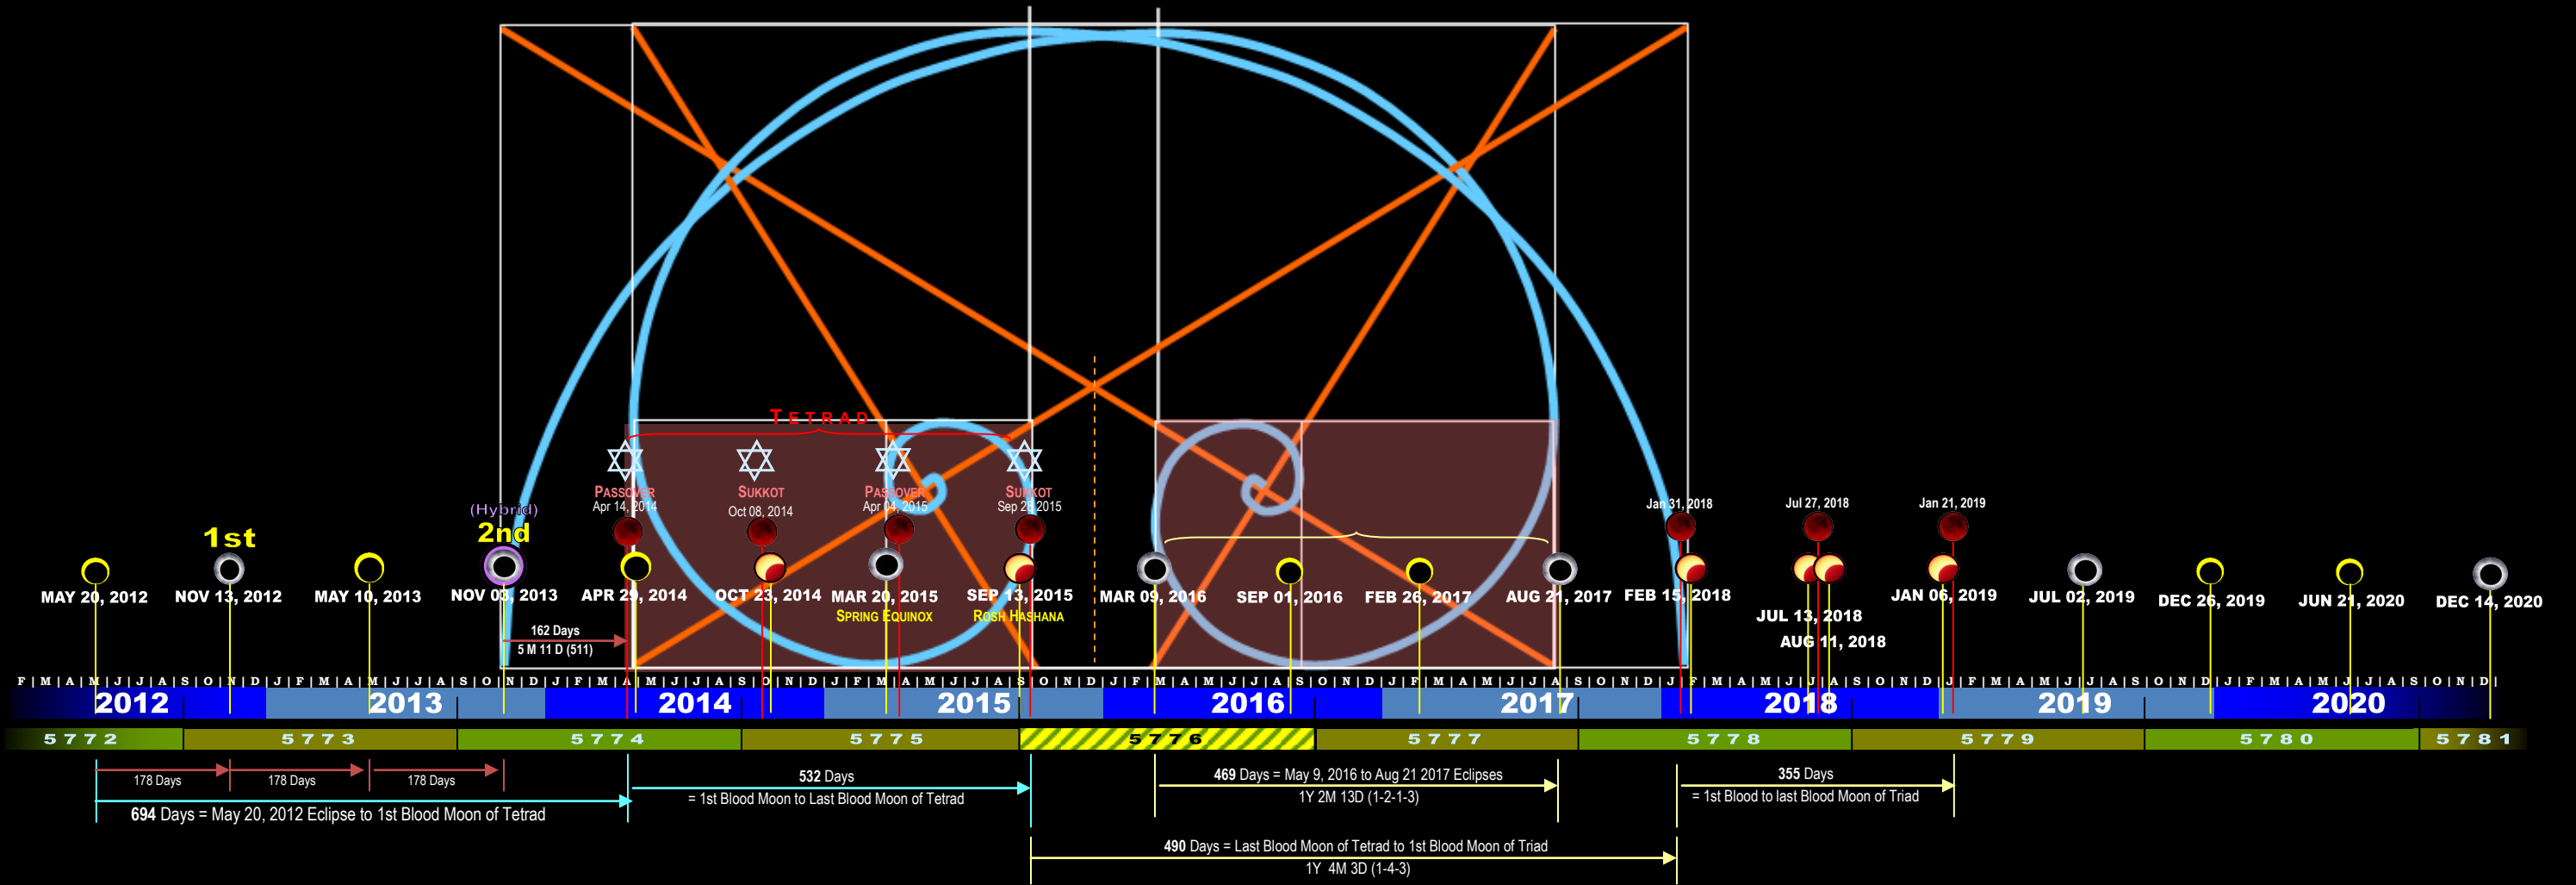 TETRAD
PASSOVER
Apr 14, 2014
SUKKOT
Oct 08, 2014
PASSOVER
Apr 04, 2015
SUKKOT
Sep 28 2015
Jan 31, 2018
Jul 27, 2018
Jan 21, 2019
(Hybrid)
1st
2nd
MAY 20, 2012
NOV 13, 2012
MAY 10, 2013
NOV 03, 2013
APR 29, 2014
OCT 23, 2014
MAR 20, 2015
SPRING EQUINOX
SEP 13, 2015
ROSH HASHANA
MAR 09, 2016
SEP 01, 2016
FEB 26, 2017
AUG 21, 2017
FEB 15, 2018
JUL 13, 2018
AUG 11, 2018
JAN 06, 2019
JUL 02, 2019
DEC 26, 2019
JUN 21, 2020
DEC 14, 2020
162 Days
5 M 11 D (511)
F | M | A | M | J | J | A | S | O | N | D | J | F | M | A | M | J | J | A | S | O | N | D | J | F | M | A | M | J | J | A | S | O | N | D | J | F | M | A | M | J | J | A | S | O | N | D | J | F | M | A | M | J | J | A | S | O | N | D | J | F | M | A | M | J | J | A | S | O | N | D | J | F | M | A | M | J | J | A | S | O | N | D | J | F | M | A | M | J | J | A | S | O | N | D | J | F | M | A | M | J | J | A | S | O | N | D |
2012 2013 2014 2015 2016 2017 2018 2019 2020
5772 5773 5774 5775 5776 5777 5778 5779 5780 5781
178 Days
178 Days
178 Days
694 Days = May 20, 2012 Eclipse to 1st Blood Moon of Tetrad
532 Days
= 1st Blood Moon to Last Blood Moon of Tetrad
469 Days = May 9, 2016 to Aug 21 2017 Eclipses
1Y 2M 13D (1-2-1-3)
355 Days
= 1st Blood to last Blood Moon of Triad
490 Days = Last Blood Moon of Tetrad to 1st Blood Moon of Triad
1Y 4M 3D (1-4-3)